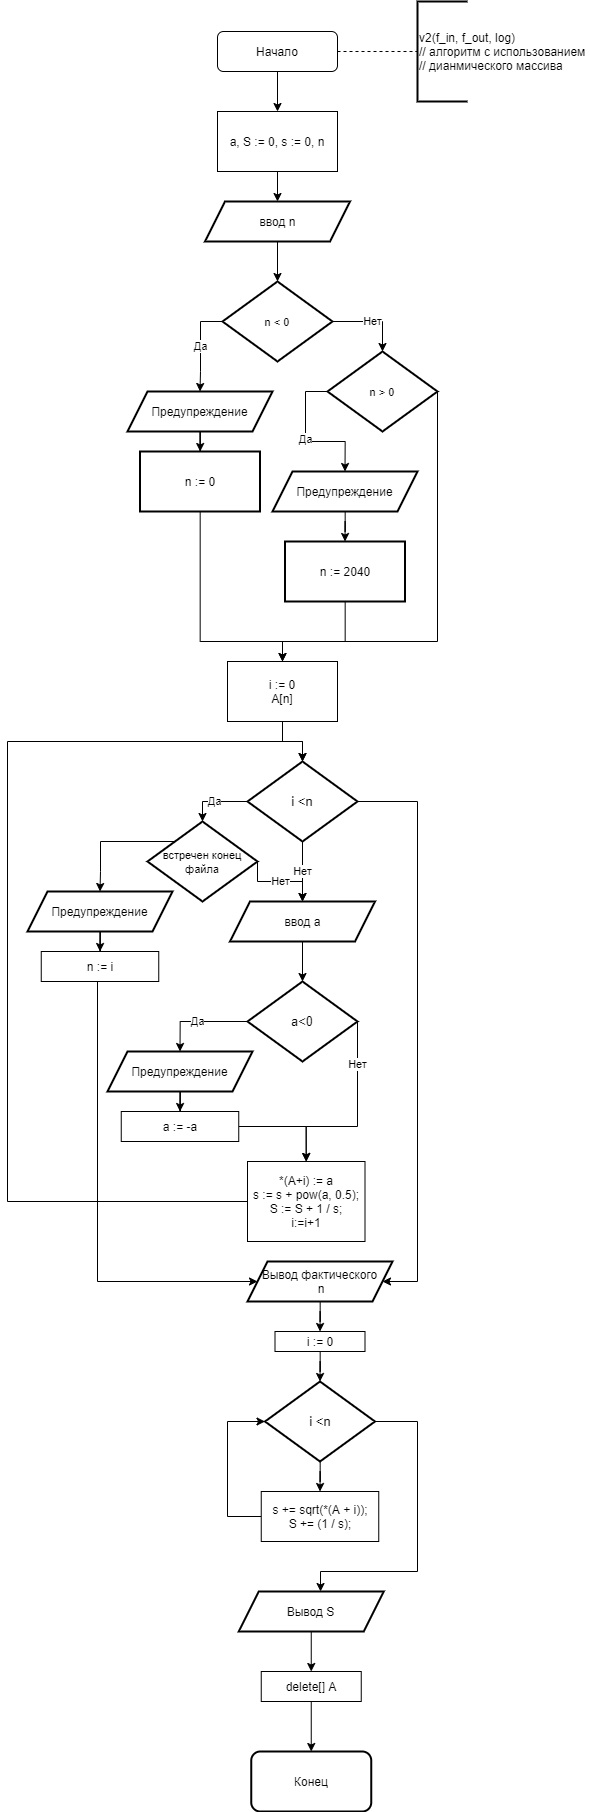 Начало
v2(f_in, f_out, log)
// алгоритм с использованием
// дианмического массива
a, S := 0, s := 0, n
ввод n
n < 0
Да
Нет
n > 0
Предупреждение
n := 0
Да
Предупреждение
n := 2040
i := 0
A[n]
i <n
Да
встречен конец
файла
Нет
Нет
Предупреждение
ввод a
n := i
a<0
Да
Нет
Предупреждение
a := -a
*(A+i) := a
s := s + pow(a, 0.5);
S := S + 1 / s;
i:=i+1
Вывод фактического
n
i := 0
i <n
s += sqrt(*(A + i));
S += (1 / s);
Вывод S
delete[] A
Конец